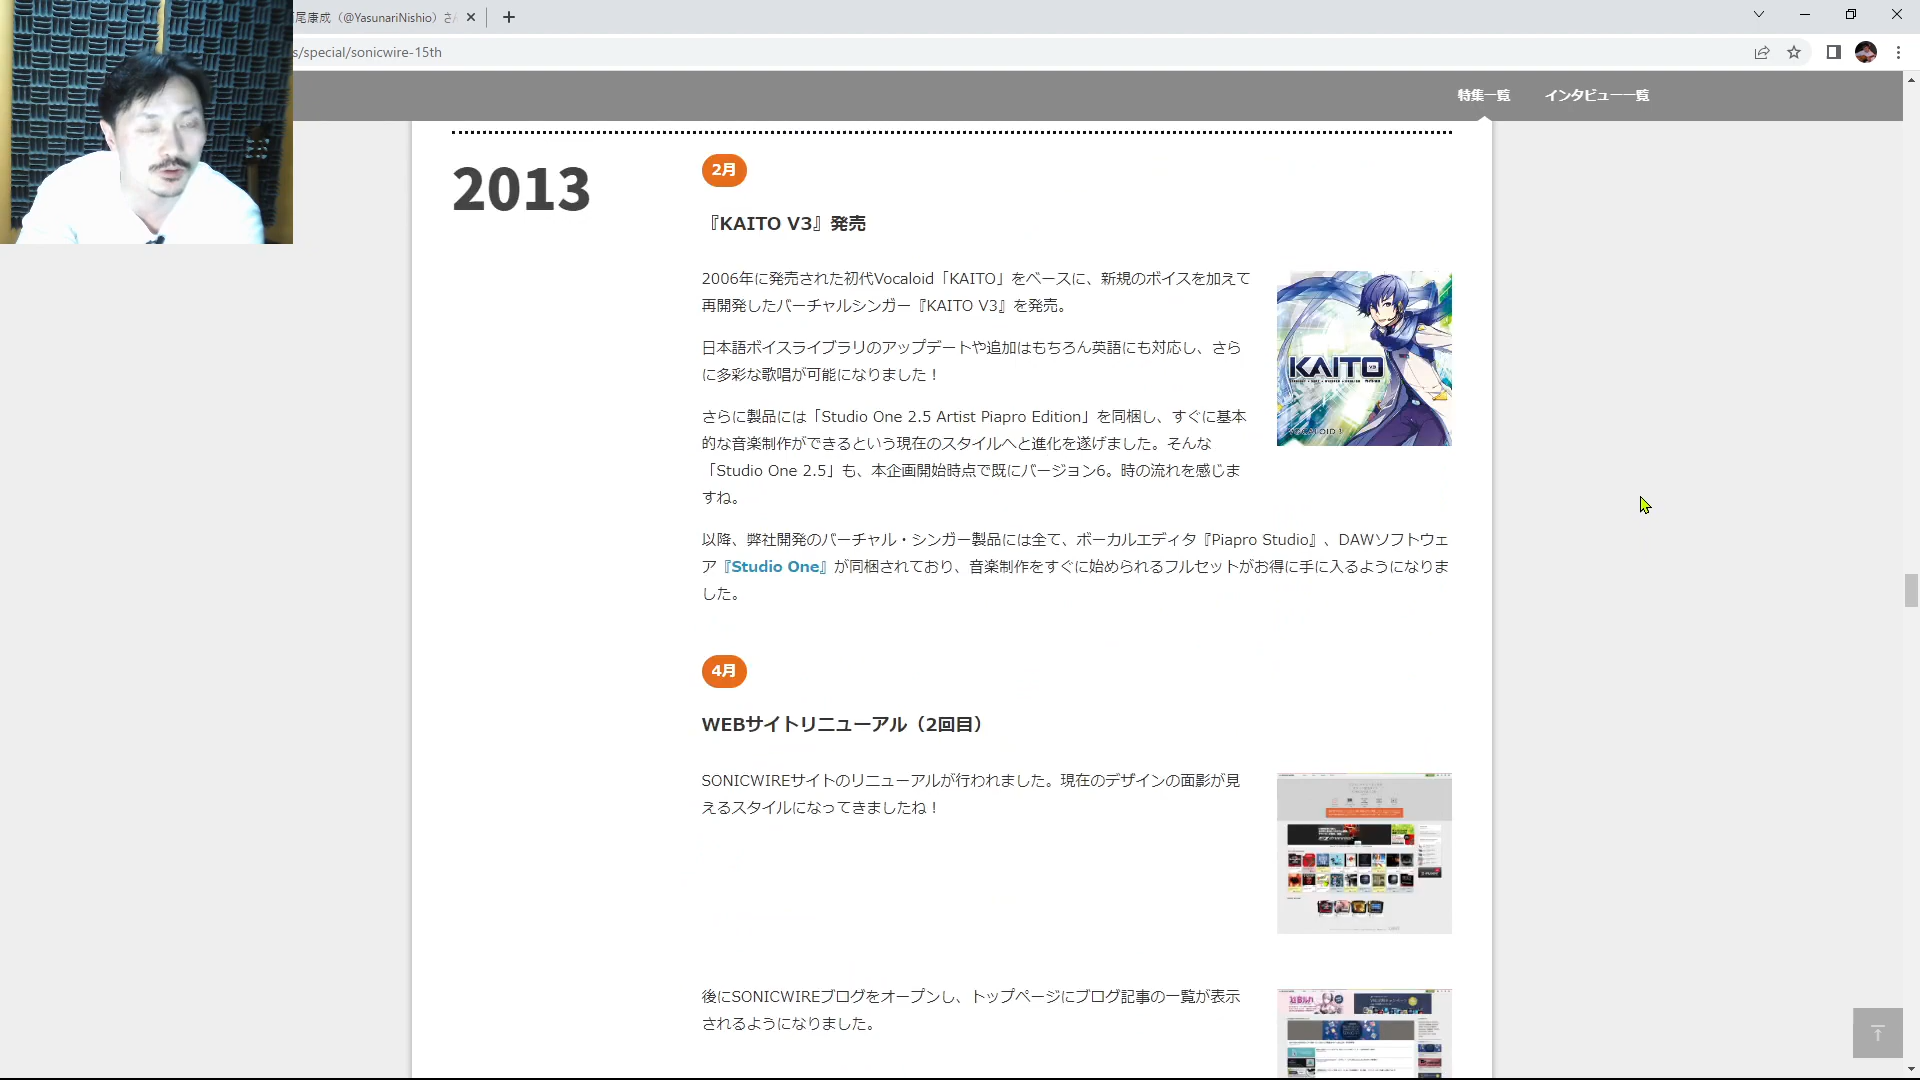 尾康成（@YasunariNishio）さ
s/special/sonicwire-15th
特集一覧 インタビュー一覧
2013
2月
『KAITO V3』発売
2006年に発売された初代Vocaloid「KAITO」をベースに、新規のボイスを加えて
再開発したバーチャルシンガー『KAITO V3』を発売。
日本語ボイスライブラリのアップデートや追加はもちろん英語にも対応し、さら
に多彩な歌唱が可能になりました！
さらに製品には「Studio One 2.5 Artist Piapro Edition」を同梱し、すぐに基本
的な音楽制作ができるという現在のスタイルへと進化を遂げました。そんな
「Studio One 2.5」も、本企画開始時点で既にバージョン6。時の流れを感じま
すね。
KAITO V3
VOCALOID 3
以降、弊社開発のバーチャル・シンガー製品には全て、ボーカルエディタ『Piapro Studio』、DAWソフトウェ
ア『Studio One』が同梱されており、音楽制作をすぐに始められるフルセットがお得に手に入るようになりま
した。
4月
WEBサイトリニューアル（2回目）
SONICWIREサイトのリニューアルが行われました。現在のデザインの面影が見
えるスタイルになってきましたね！
後にSONICWIREブログをオープンし、トップページにブログ記事の一覧が表示
されるようになりました。